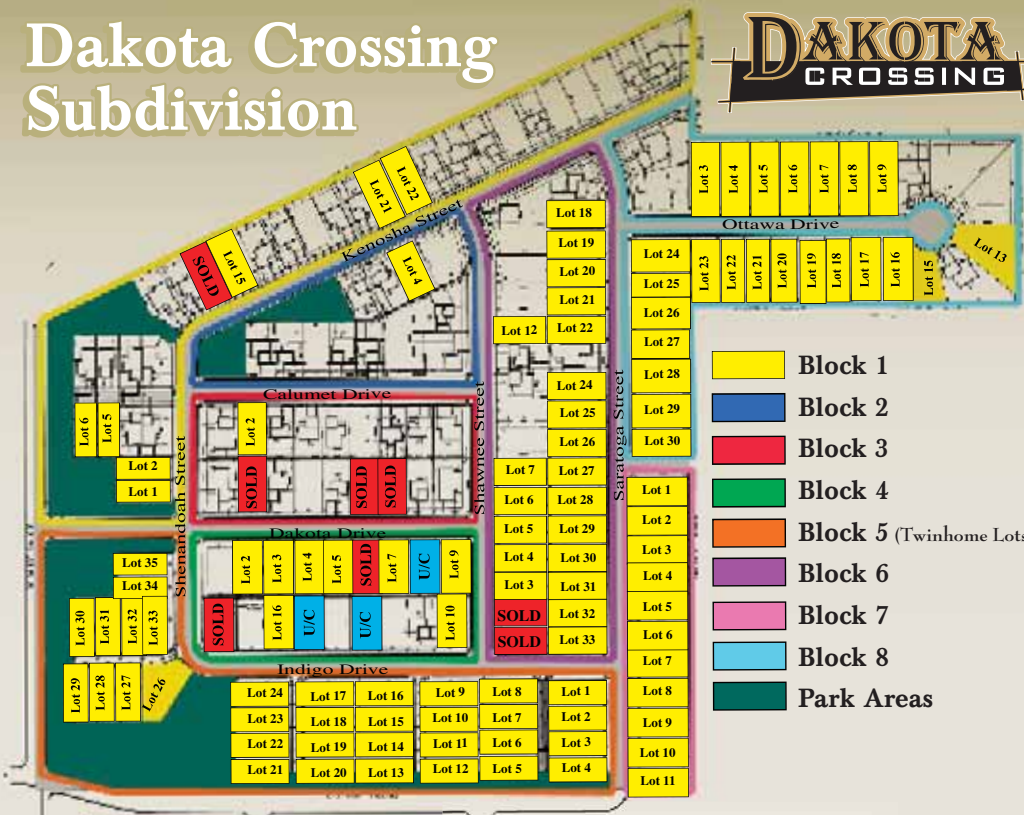 Dakota Crossing
Subdivision
DAKOTA
CROSSING
Lot 21
Lot 22
Kenosha Street
SOLD
Lot 15
Lot 4
Lot 3
Lot 4
Lot 5
Lot 6
Lot 7
Lot 8
Lot 9
Ottawa Drive
Lot 13
Lot 24
Lot 25
Lot 23
Lot 22
Lot 21
Lot 20
Lot 19
Lot 18
Lot 17
Lot 16
Lot 15
Lot 26
Lot 27
Lot 28
Lot 29
Lot 30
Lot 18
Lot 19
Lot 20
Lot 21
Lot 12
Lot 22
Lot 24
Lot 25
Lot 26
Lot 7
Lot 27
Lot 6
Lot 28
Lot 5
Lot 29
Lot 4
Lot 30
Lot 3
Lot 31
SOLD
Lot 32
SOLD
Lot 33
Shawnee Street
Saratoga Street
Calumet Drive
Lot 2
SOLD
SOLD
SOLD
Lot 6
Lot 5
Lot 2
Lot 1
Shenandoah Street
Dakota Drive
Lot 2
Lot 3
Lot 4
Lot 5
SOLD
Lot 7
U/C
Lot 9
SOLD
Lot 16
U/C
U/C
Lot 10
Indigo Drive
Lot 35
Lot 34
Lot 30
Lot 31
Lot 32
Lot 33
Lot 29
Lot 28
Lot 27
Lot 26
Lot 24
Lot 17
Lot 16
Lot 9
Lot 8
Lot 1
Lot 23
Lot 18
Lot 15
Lot 10
Lot 7
Lot 2
Lot 22
Lot 19
Lot 14
Lot 11
Lot 6
Lot 3
Lot 21
Lot 20
Lot 13
Lot 12
Lot 5
Lot 4
Lot 1
Lot 2
Lot 3
Lot 4
Lot 5
Lot 6
Lot 7
Lot 8
Lot 9
Lot 10
Lot 11
Block 1
Block 2
Block 3
Block 4
Block 5 (Twinhome Lots
Block 6
Block 7
Block 8
Park Areas